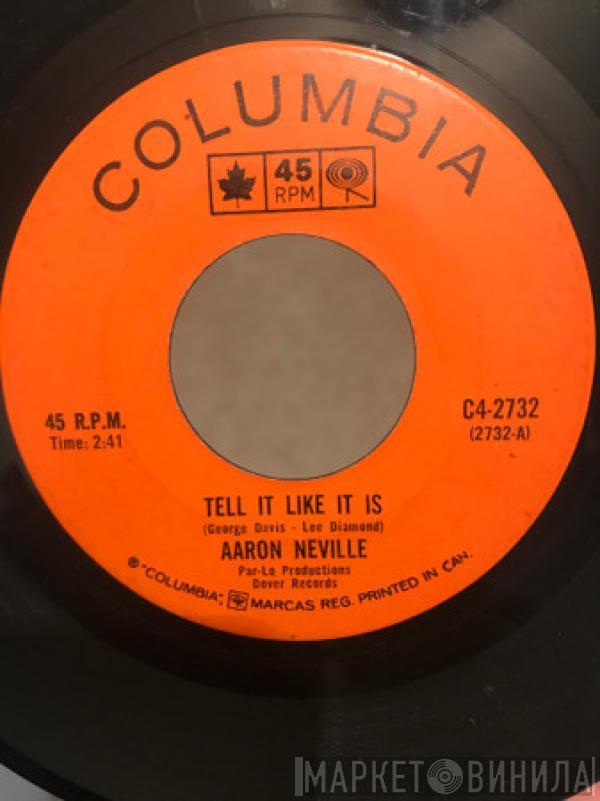 COLUMBIA
45
RPM
45 R.P.M.
Time: 2:41
C4-2732
(2732-A)
TELL IT LIKE IT IS
(George Davis - Lee Diamond)
AARON NEVILLE
Par-Lo Productions
Dover Records
® "COLUMBIA", MARCAS REG. PRINTED IN CAN.
МАРКЕТ ВИНИЛА